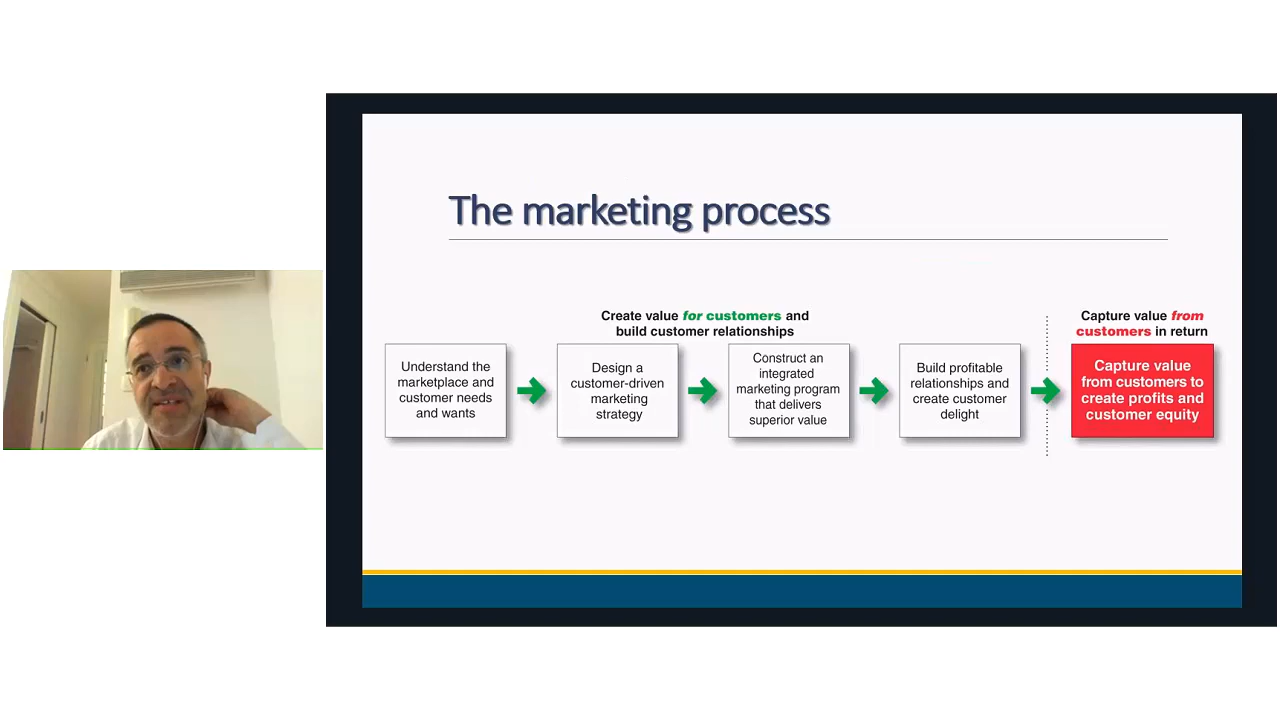 The marketing process
Create value for customers and
build customer relationships
Capture value from
customers in return
Understand the
marketplace and
customer needs
and wants
Design a
customer-driven
marketing
strategy
Construct an
integrated
marketing program
that delivers
superior value
Build profitable
relationships and
create customer
delight
Capture value
from customers to
create profits and
customer equity